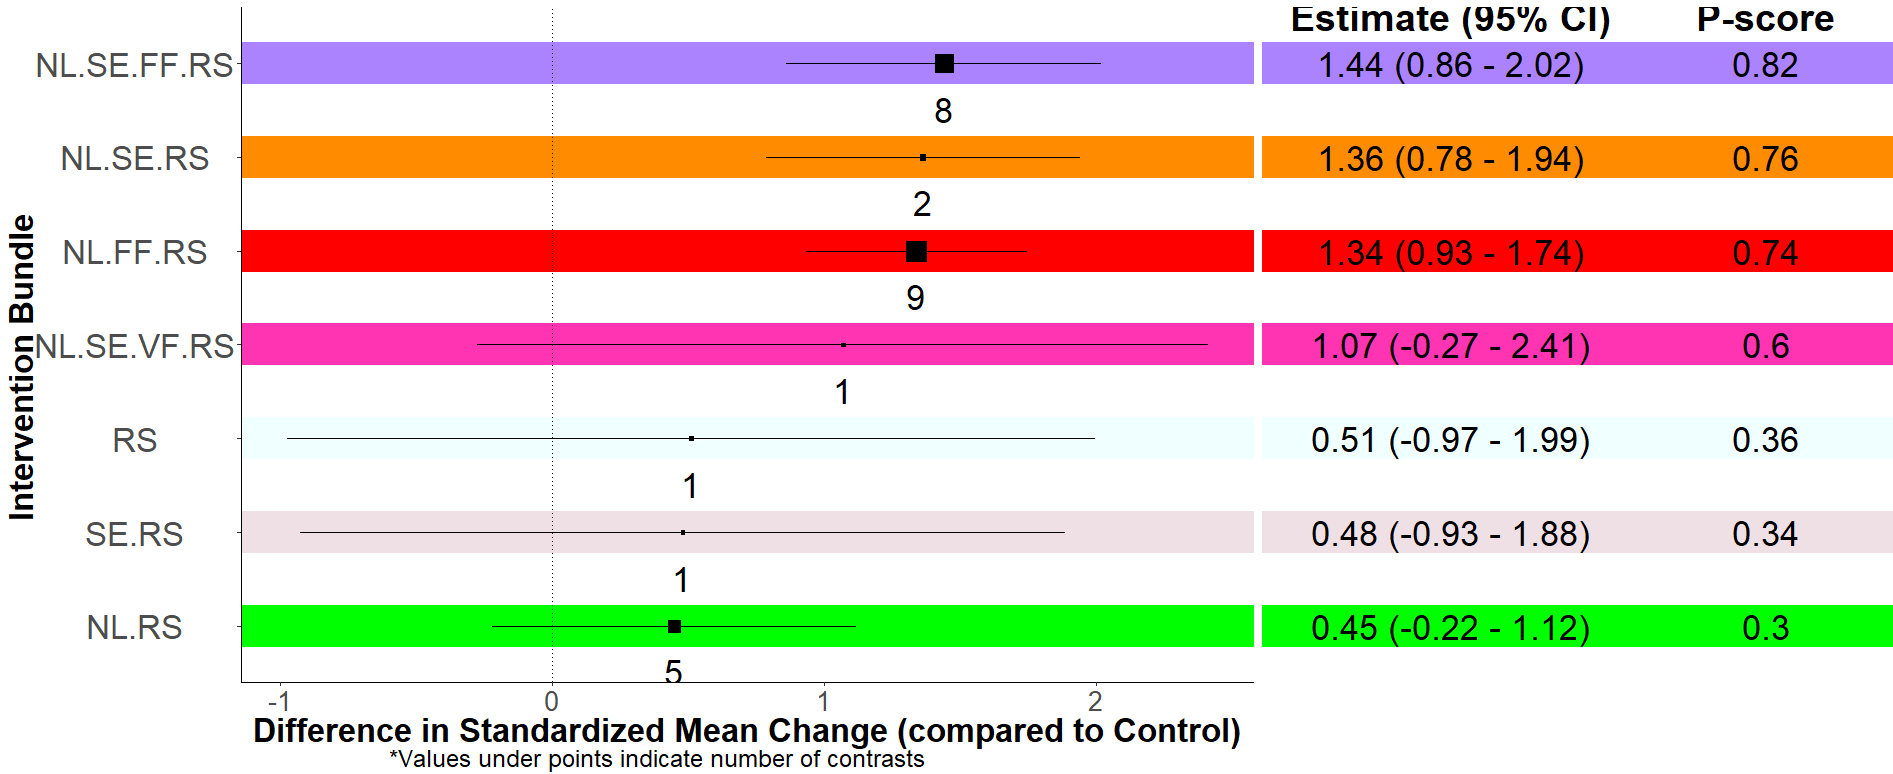 Estimate (95% CI) P-score
NL.SE.FF.RS 1.44 (0.86 - 2.02) 0.82
8
NL.SE.RS 1.36 (0.78 - 1.94) 0.76
2
NL.FF.RS 1.34 (0.93 - 1.74) 0.74
9
NL.SE.VF.RS 1.07 (-0.27 - 2.41) 0.6
1
RS 0.51 (-0.97 - 1.99) 0.36
1
SE.RS 0.48 (-0.93 - 1.88) 0.34
1
NL.RS 0.45 (-0.22 - 1.12) 0.3
5
Intervention Bundle
-1 0 1 2
Difference in Standardized Mean Change (compared to Control)
*Values under points indicate number of contrasts